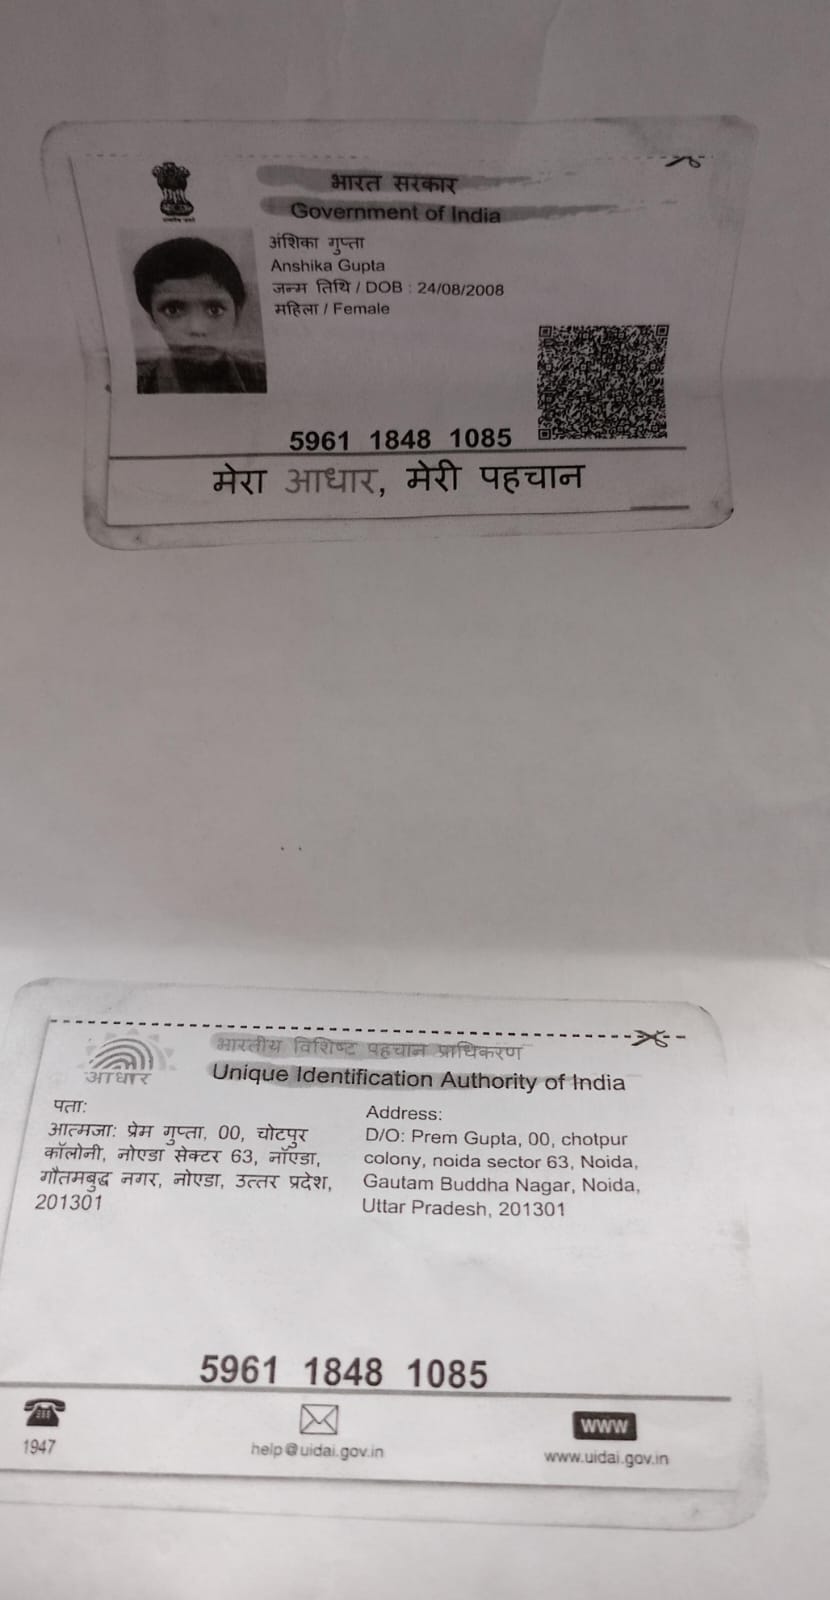 भारत सरकार
Government of India
अंशिका गुप्ता
Anshika Gupta
जन्म तिथि / DOB : 24/08/2008
महिला / Female
5961 1848 1085
मेरा आधार, मेरी पहचान
भारतीय विशिष्ट पहचान प्राधिकरण
आधार
Unique Identification Authority of India
पता:
आत्मजा: प्रेम गुप्ता, 00, चोटपुर
कॉलोनी, नोएडा सेक्टर 63, नॉएडा,
गौतमबुद्ध नगर, नोएडा, उत्तर प्रदेश,
201301
Address:
D/O: Prem Gupta, 00, chotpur
colony, noida sector 63, Noida,
Gautam Buddha Nagar, Noida,
Uttar Pradesh, 201301
5961 1848 1085
1947
help@uidai.gov.in
www
www.uidai.gov.in